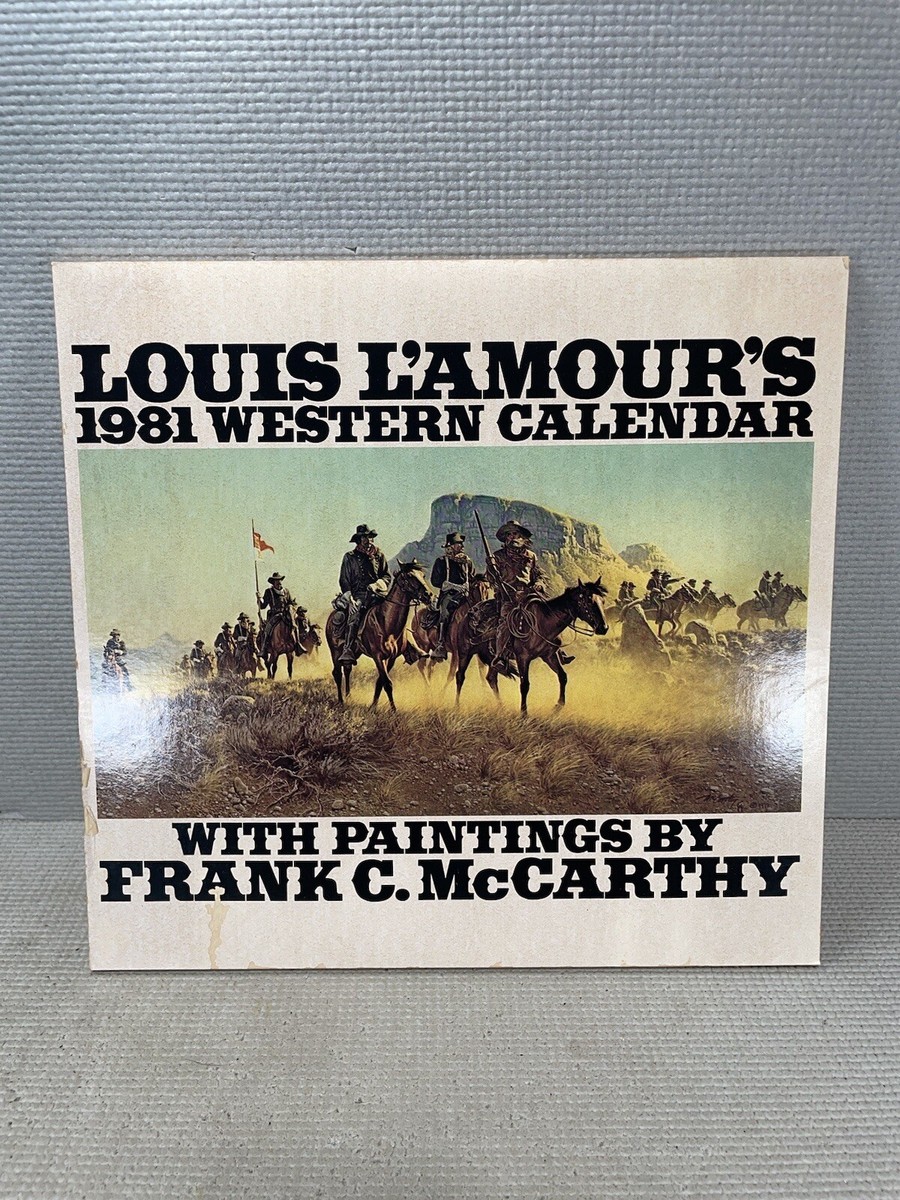 LOUIS L'AMOUR'S
1981 WESTERN CALENDAR
WITH PAINTINGS BY
FRANK C. McCARTHY